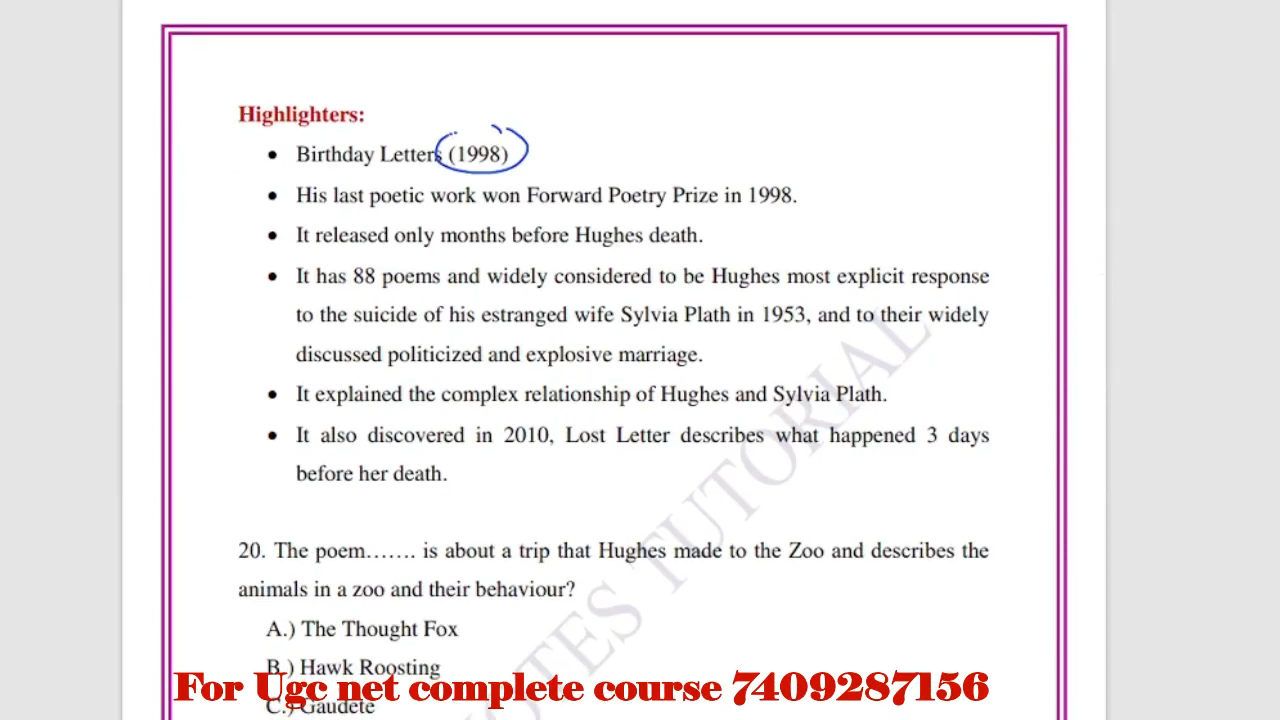 Highlighters:
• Birthday Letters (1998)
• His last poetic work won Forward Poetry Prize in 1998.
• It released only months before Hughes death.
• It has 88 poems and widely considered to be Hughes most explicit response
to the suicide of his estranged wife Sylvia Plath in 1953, and to their widely
discussed politicized and explosive marriage.
• It explained the complex relationship of Hughes and Sylvia Plath.
• It also discovered in 2010, Lost Letter describes what happened 3 days
before her death.
20. The poem……. is about a trip that Hughes made to the Zoo and describes the
animals in a zoo and their behaviour?
A.) The Thought Fox
B.) Hawk Roosting
For Ugc net complete course 7409287156
C.) Gaudete
OTES TUTORIAL